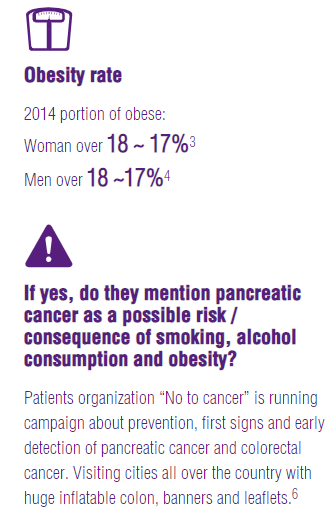 Obesity rate
2014 portion of obese:
Woman over 18 ~ 17%3
Men over 18 ~17%4
If yes, do they mention pancreatic
cancer as a possible risk /
consequence of smoking, alcohol
consumption and obesity?
Patients organization “No to cancer” is running
campaign about prevention, first signs and early
detection of pancreatic cancer and colorectal
cancer. Visiting cities all over the country with
huge inflatable colon, banners and leaflets.6